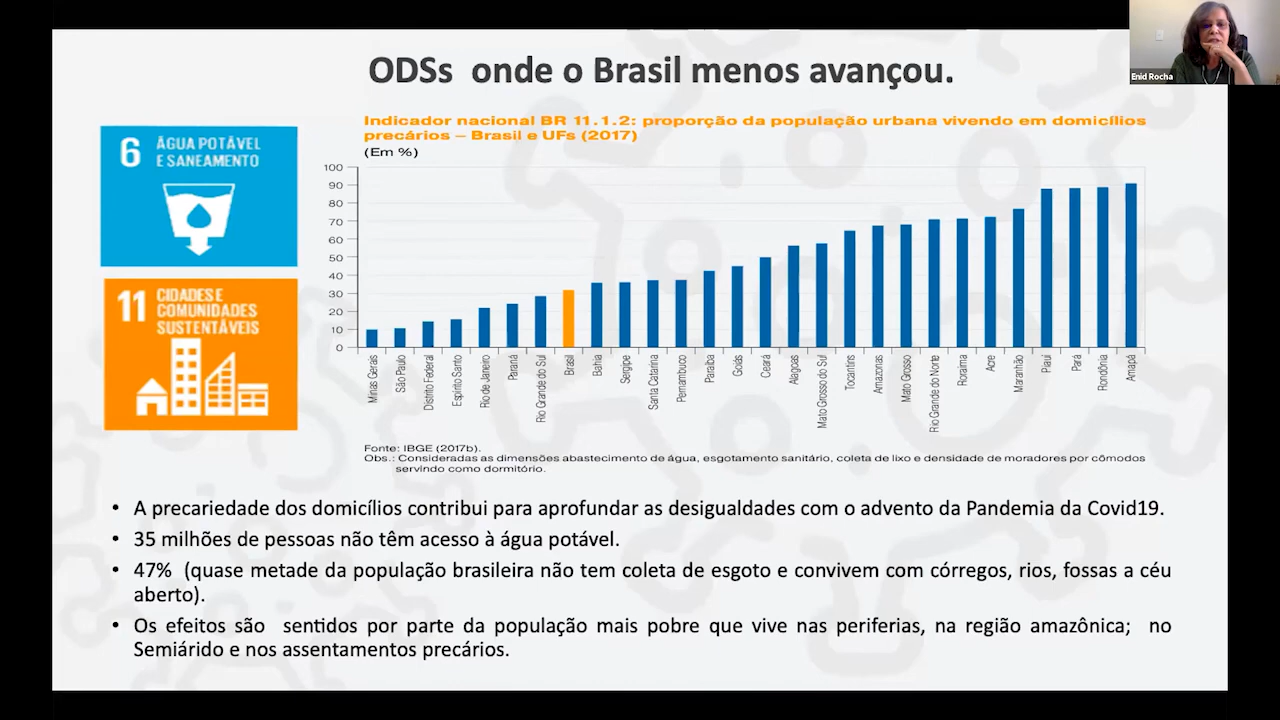 ODSs onde o Brasil menos avançou.
Enid Rocha
6 ÁGUA POTÁVEL
E SANEAMENTO
11 CIDADES E
COMUNIDADES
SUSTENTÁVEIS
Indicador nacional BR 11.1.2: proporção da população urbana vivendo em domicílios
precários – Brasil e UFs (2017)
(Em %)
100
90
80
70
60
50
40
30
20
10
0
Minas Gerais
São Paulo
Distrito Federal
Espírito Santo
Rio de Janeiro
Paraná
Rio Grande do Sul
Brasil
Bahia
Sergipe
Santa Catarina
Pernambuco
Paraíba
Goiás
Ceará
Alagoas
Mato Grosso do Sul
Tocantins
Amazonas
Mato Grosso
Rio Grande do Norte
Roraima
Acre
Maranhão
Piauí
Pará
Rondônia
Amapá
Fonte: IBGE (2017b).
Obs.: Consideradas as dimensões abastecimento de água, esgotamento sanitário, coleta de lixo e densidade de moradores por cômodos
servindo como dormitório.
• A precariedade dos domicílios contribui para aprofundar as desigualdades com o advento da Pandemia da Covid19.
• 35 milhões de pessoas não têm acesso à água potável.
• 47% (quase metade da população brasileira não tem coleta de esgoto e convivem com córregos, rios, fossas a céu
aberto).
• Os efeitos são sentidos por parte da população mais pobre que vive nas periferias, na região amazônica; no
Semiárido e nos assentamentos precários.